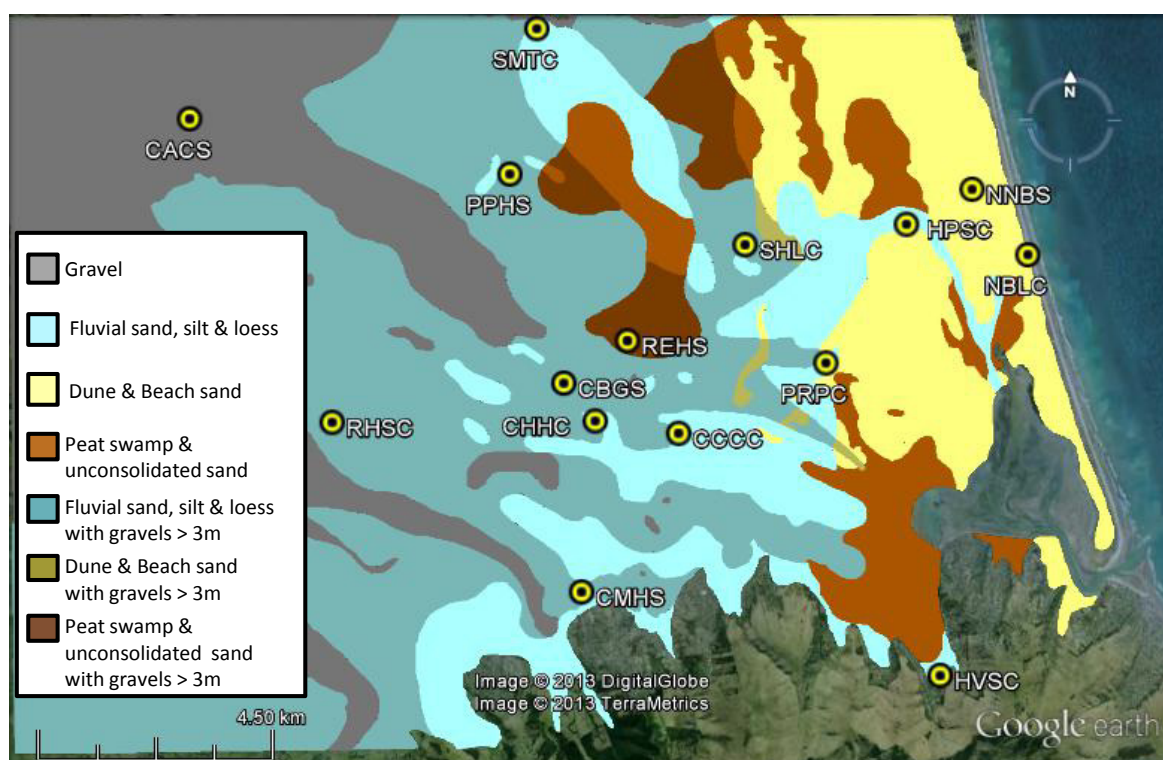 SMTC
N
CACS
PPHS
NNBS
HPSC
SHLC
NBLC
Gravel
Fluvial sand, silt & loess
REHS
PRPC
CBGS
Dune & Beach sand
RHSC
CHHC
CCCC
Peat swamp &
unconsolidated sand
Fluvial sand, silt & loess
with gravels > 3m
Dune & Beach sand
with gravels > 3m
CMHS
Peat swamp &
unconsolidated sand
with gravels > 3m
HVSC
Image © 2013 DigitalGlobe
Image © 2013 TerraMetrics
4.50 km
Google earth